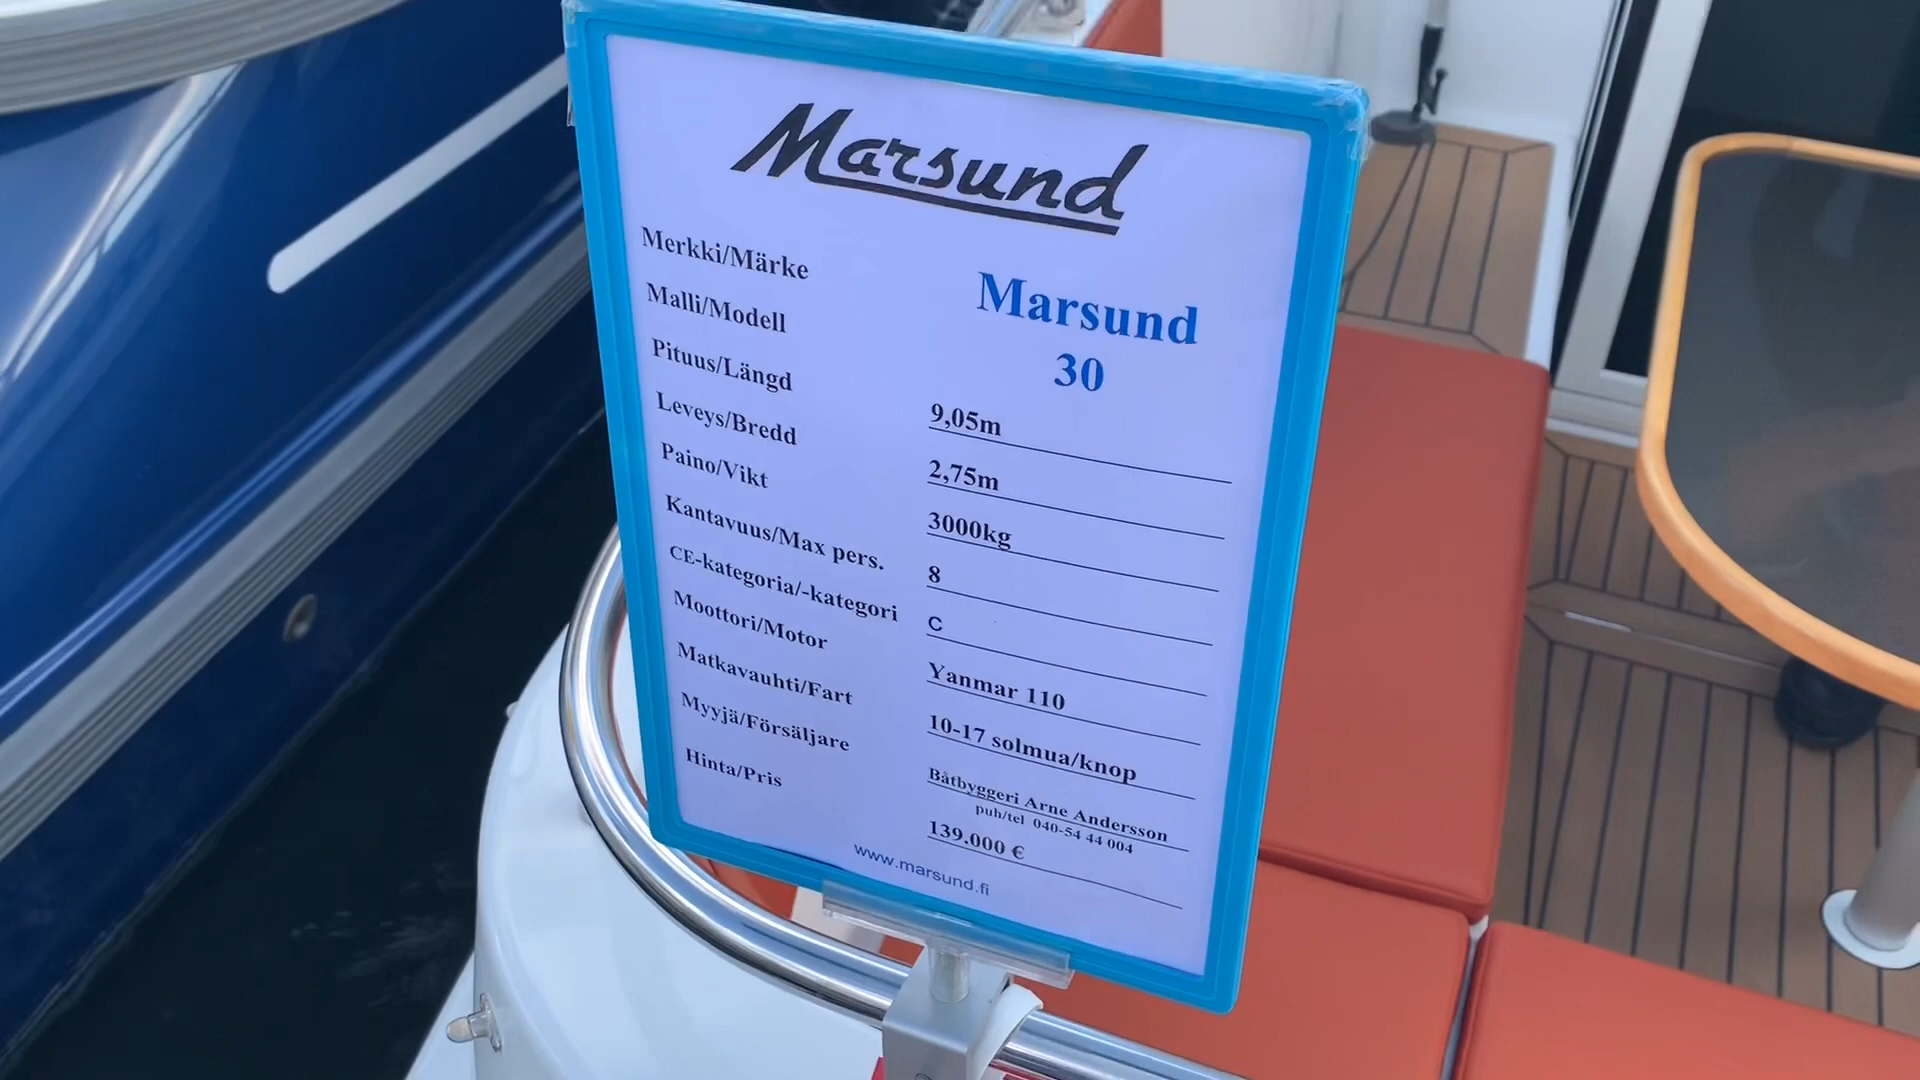 Marsund
Merkki/Märke Marsund
Malli/Modell 30
Pituus/Längd 9,05m
Leveys/Bredd 2,75m
Paino/Vikt 3000kg
Kantavuus/Max pers. 8
CE-kategoria/-kategori C
Moottori/Motor Yanmar 110
Matkavauhti/Fart 10-17 solmua/knop
Myyjä/Försäljare Båtbyggeri Arne Andersson
puh/tel 040-54 44 004
Hinta/Pris 139.000 €
www.marsund.fi